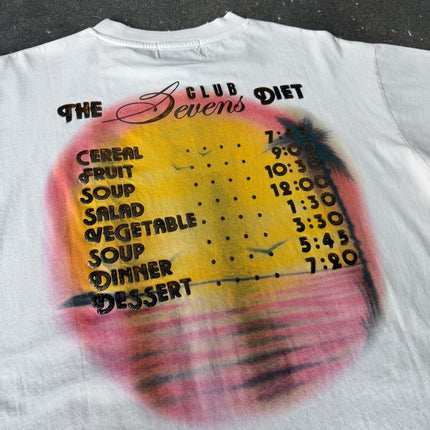 THE CLUB Sevens DIET
CEREAL
FRUIT 9:00
SOUP 10:30
SALAD 12:00
VEGETABLE 1:30
SOUP 3:30
DINNER 5:45
DESSERT 7:20